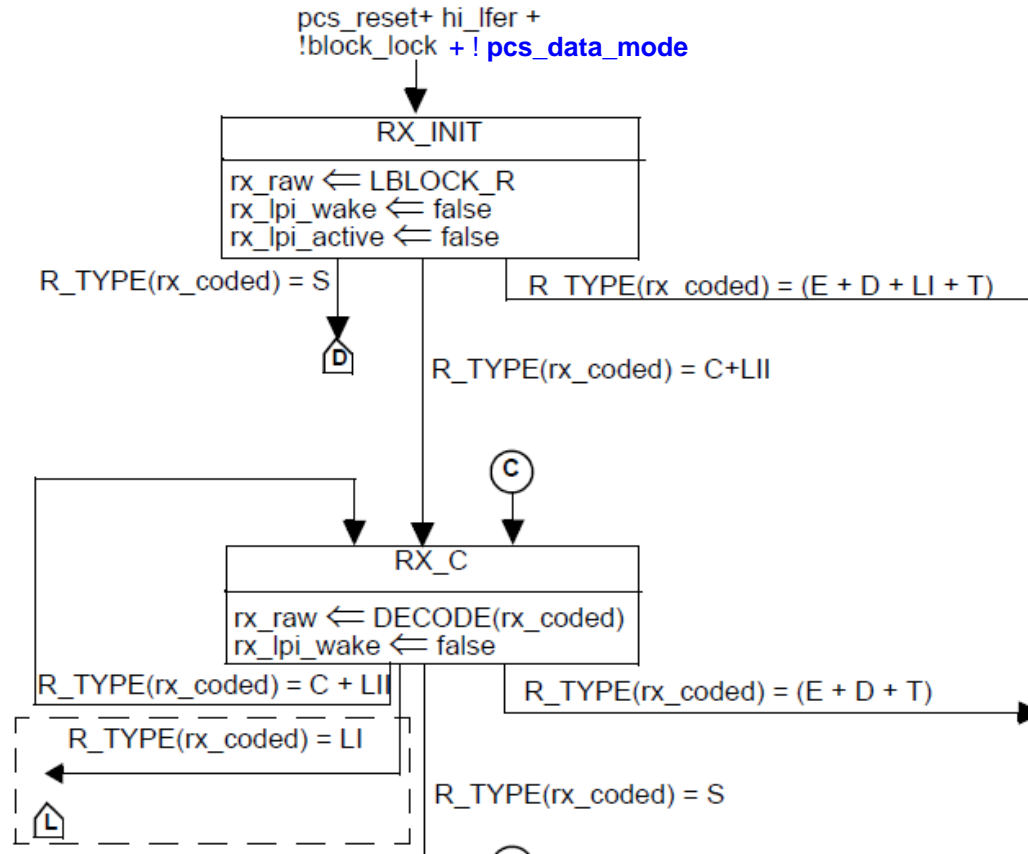 pcs_reset+ hi_lfer +
!block_lock + ! pcs_data_mode
RX_INIT
rx_raw ⇐ LBLOCK_R
rx_lpi_wake ⇐ false
rx_lpi_active ⇐ false
R_TYPE(rx_coded) = S
R_TYPE(rx_coded) = (E + D + LI + T)
D
R_TYPE(rx_coded) = C+LII
C
RX_C
rx_raw ⇐ DECODE(rx_coded)
rx_lpi_wake ⇐ false
R_TYPE(rx_coded) = C + LII
R_TYPE(rx_coded) = (E + D + T)
R_TYPE(rx_coded) = LI
R_TYPE(rx_coded) = S
L